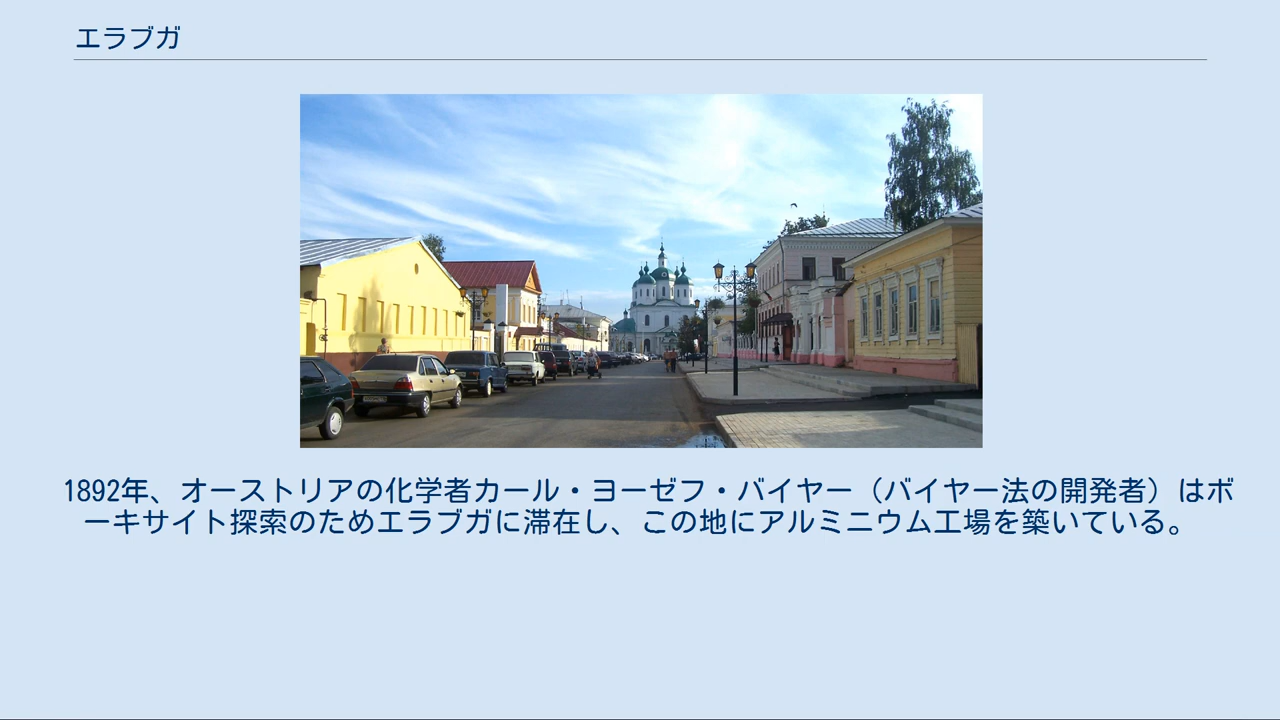 エラブガ
1892年、オーストリアの化学者カール・ヨーゼフ・バイヤー（バイヤー法の開発者）はボ
ーキサイト探索のためエラブガに滞在し、この地にアルミニウム工場を築いている。